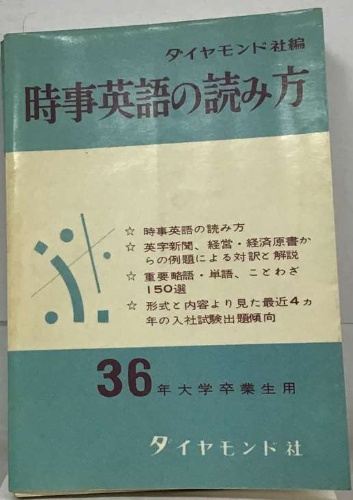 ダイヤモンド社編
時事英語の読み方
☆ 時事英語の読み方
☆ 英字新聞、経営・経済原書か
らの例題による対訳と解説
☆ 重要略語・単語、ことわざ
150選
☆ 形式と内容より見た最近4ヵ
年の入社試験出題傾向
36年大学卒業生用
ダイヤモンド社